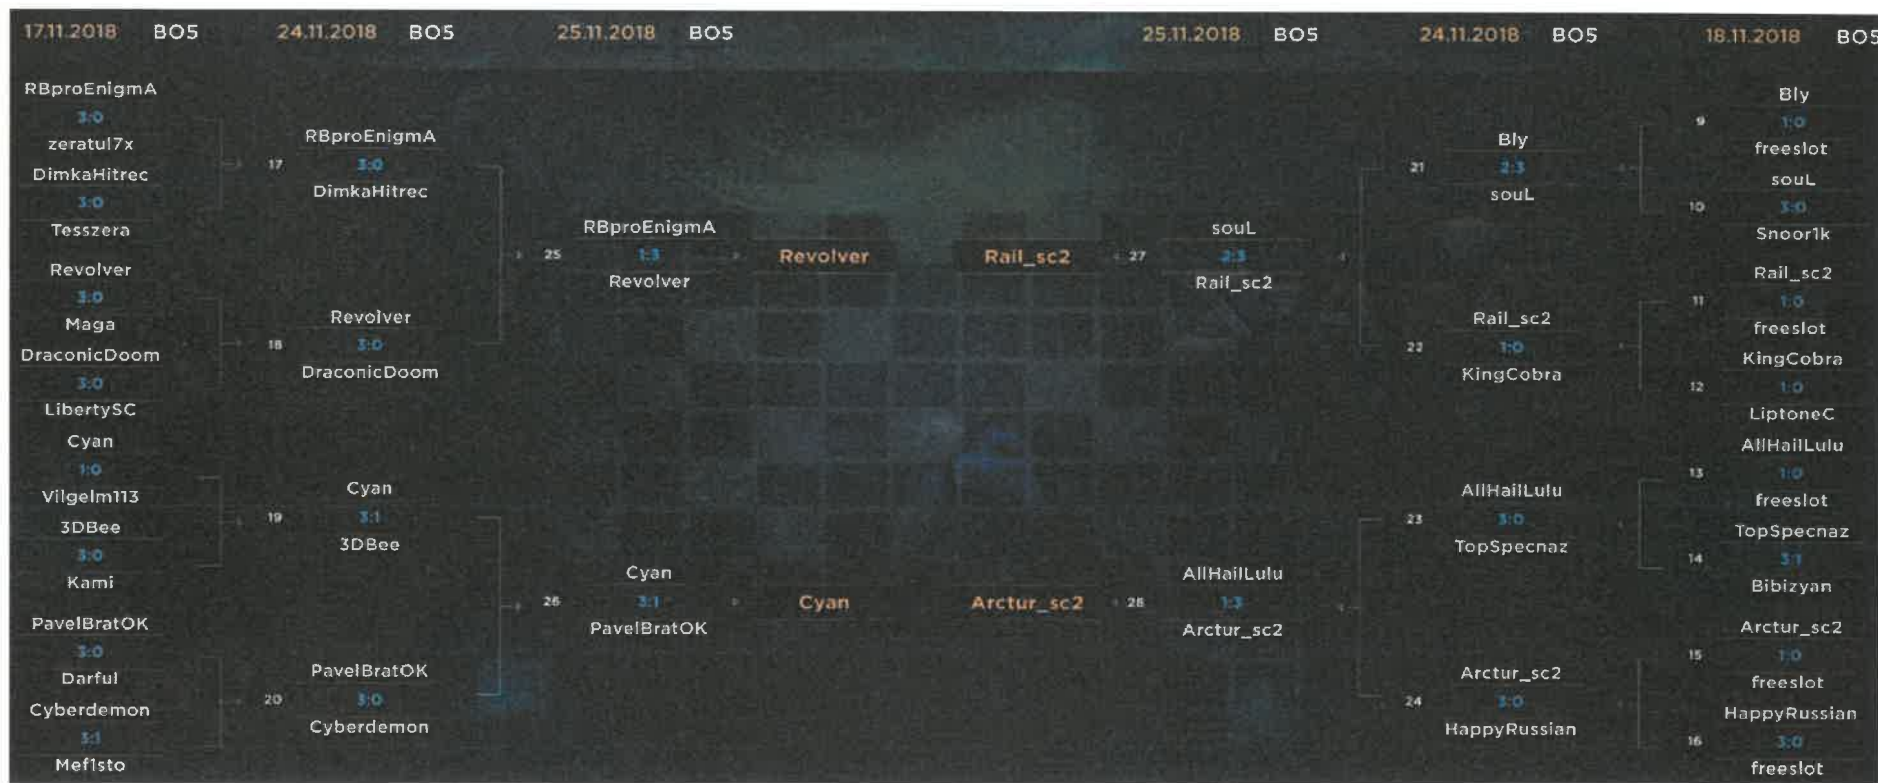 17.11.2018 BO5
24.11.2018 BO5
25.11.2018 BO5
25.11.2018 BO5
24.11.2018 BO5
18.11.2018 BO5
RBproEnigmA
3:0
zeratul7x
DimkaHitrec
3:0
Tesszera
Revolver
3:0
Maga
DraconicDoom
3:0
LibertySC
Cyan
1:0
Vilgelm113
3DBee
3:0
Kami
PavelBratOK
3:0
Darful
Cyberdemon
3:1
Mef1sto
RBproEnigmA
17 3:0
DimkaHitrec
Revolver
18 3:0
DraconicDoom
Cyan
19 3:1
3DBee
PavelBratOK
20 3:0
Cyberdemon
RBproEnigmA
25 1:3
Revolver
Cyan
26 3:1
PavelBratOK
Revolver
Cyan
Rail_sc2
Arctur_sc2
souL
27 2:3
Rail_sc2
AllHailLulu
28 1:3
Arctur_sc2
Bly
21 2:3
souL
Rail_sc2
22 1:0
KingCobra
AllHailLulu
23 3:0
TopSpecnaz
Arctur_sc2
24 3:0
HappyRussian
Bly
9 1:0
freeslot
souL
10 3:0
Snoor1k
Rail_sc2
11 1:0
freeslot
KingCobra
12 1:0
LiptoneC
AllHailLulu
13 1:0
freeslot
TopSpecnaz
14 3:1
Bibizyan
Arctur_sc2
15 1:0
freeslot
HappyRussian
16 3:0
freeslot